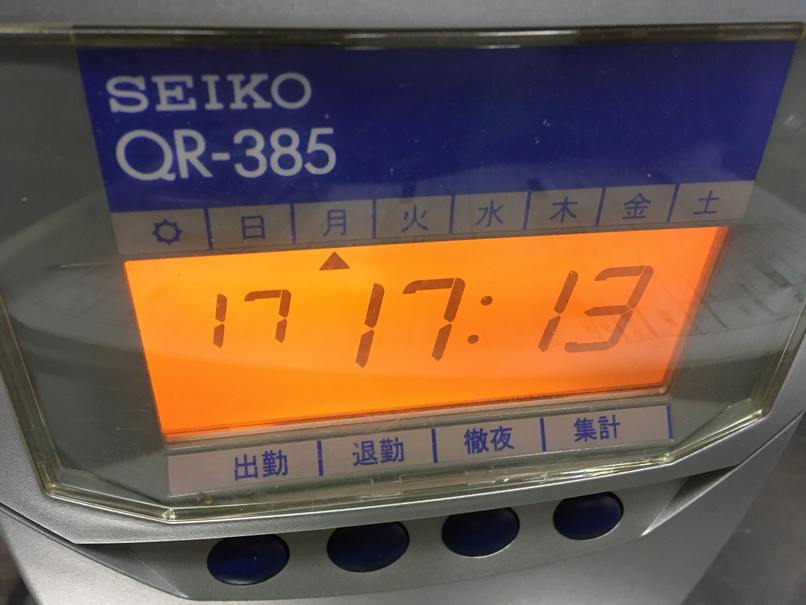 SEIKO
QR-385
日 月 火 水 木 金 土
17 17:13
出勤 退勤 徹夜 集計